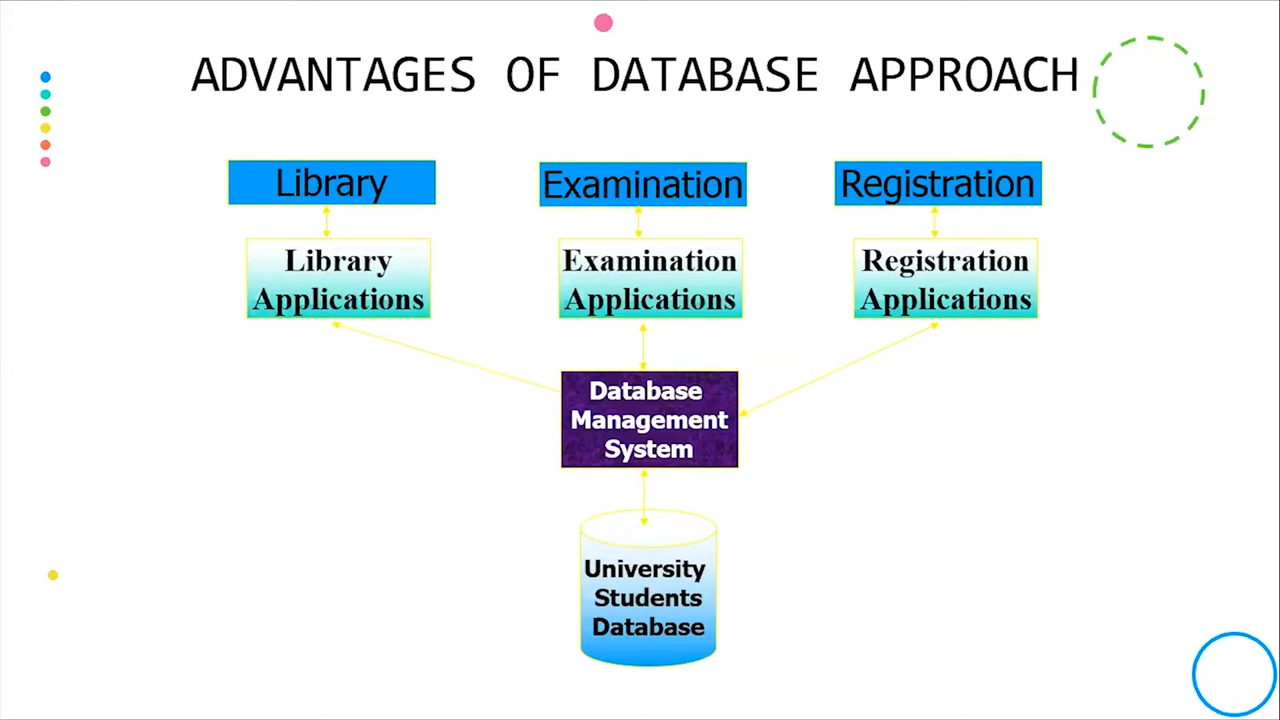 ADVANTAGES OF DATABASE APPROACH
Library
Examination
Registration
Library
Applications
Examination
Applications
Registration
Applications
Database
Management
System
University
Students
Database